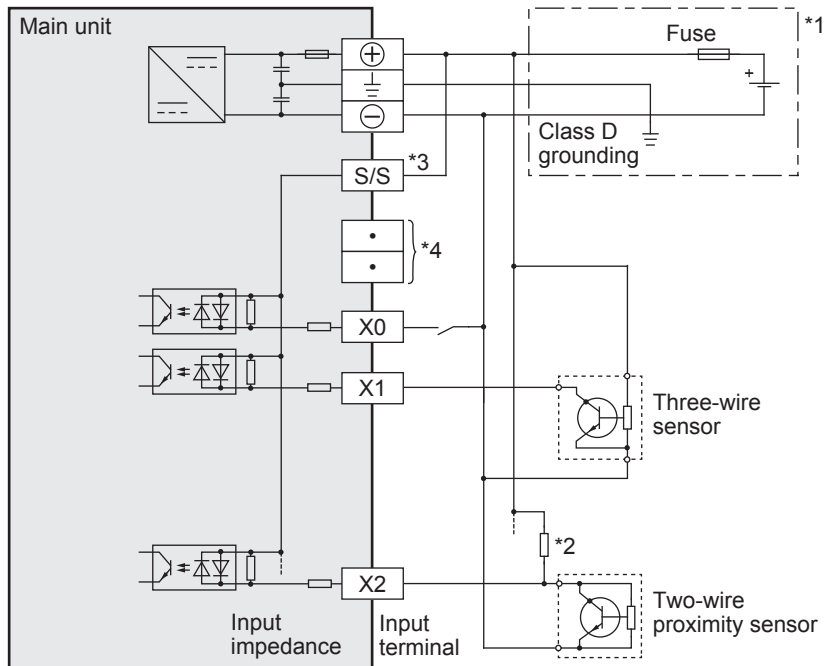 Main unit
*1
Fuse
+
+
−
Class D
grounding
S/S
*3
*4
X0
X1
Three-wire
sensor
*2
X2
Two-wire
proximity sensor
Input
impedance
Input
terminal